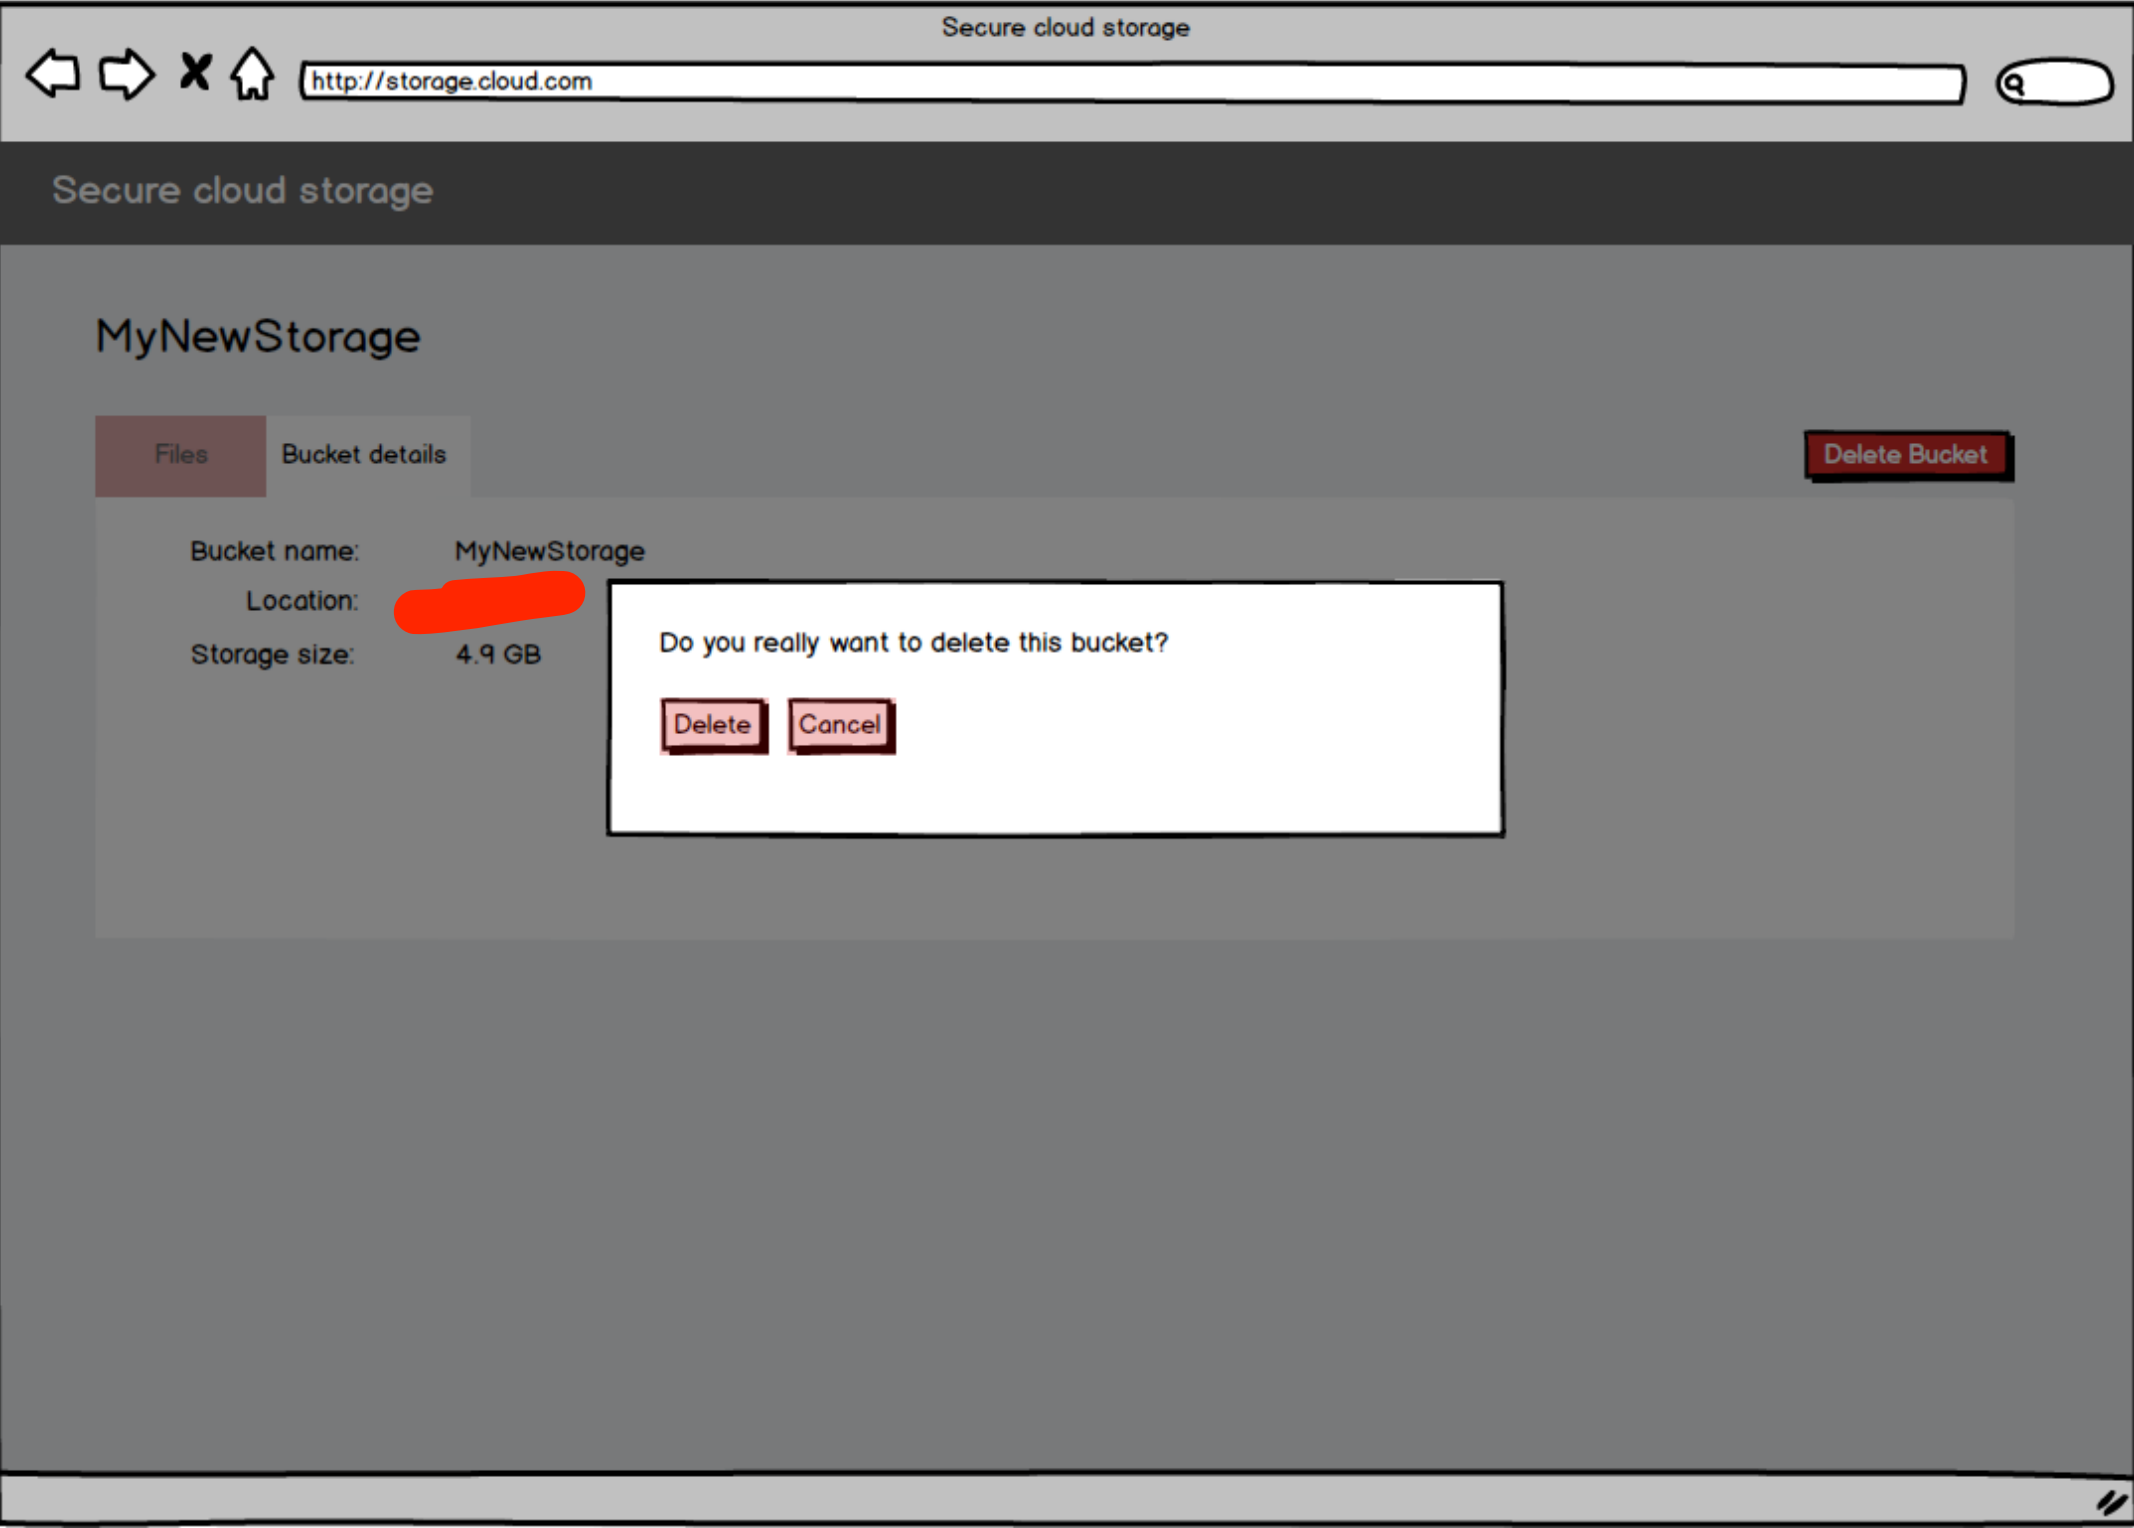 Secure cloud storage
http://storage.cloud.com
Secure cloud storage
MyNewStorage
Files
Bucket details
Delete Bucket
Bucket name: MyNewStorage
Location:
Storage size: 4.9 GB
Do you really want to delete this bucket?
Delete
Cancel